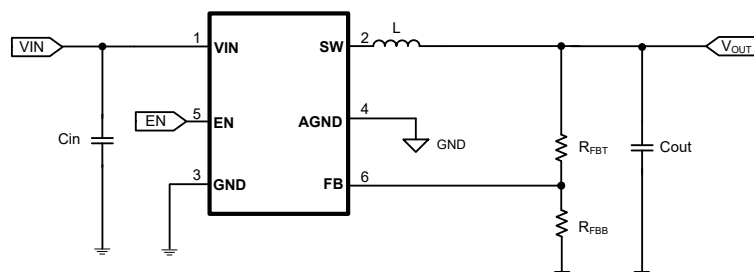 L
VIN
1
VIN
SW
2
V_OUT
EN
5
EN
AGND
4
GND
Cin
R_FBT
Cout
3
GND
FB
6
R_FBB